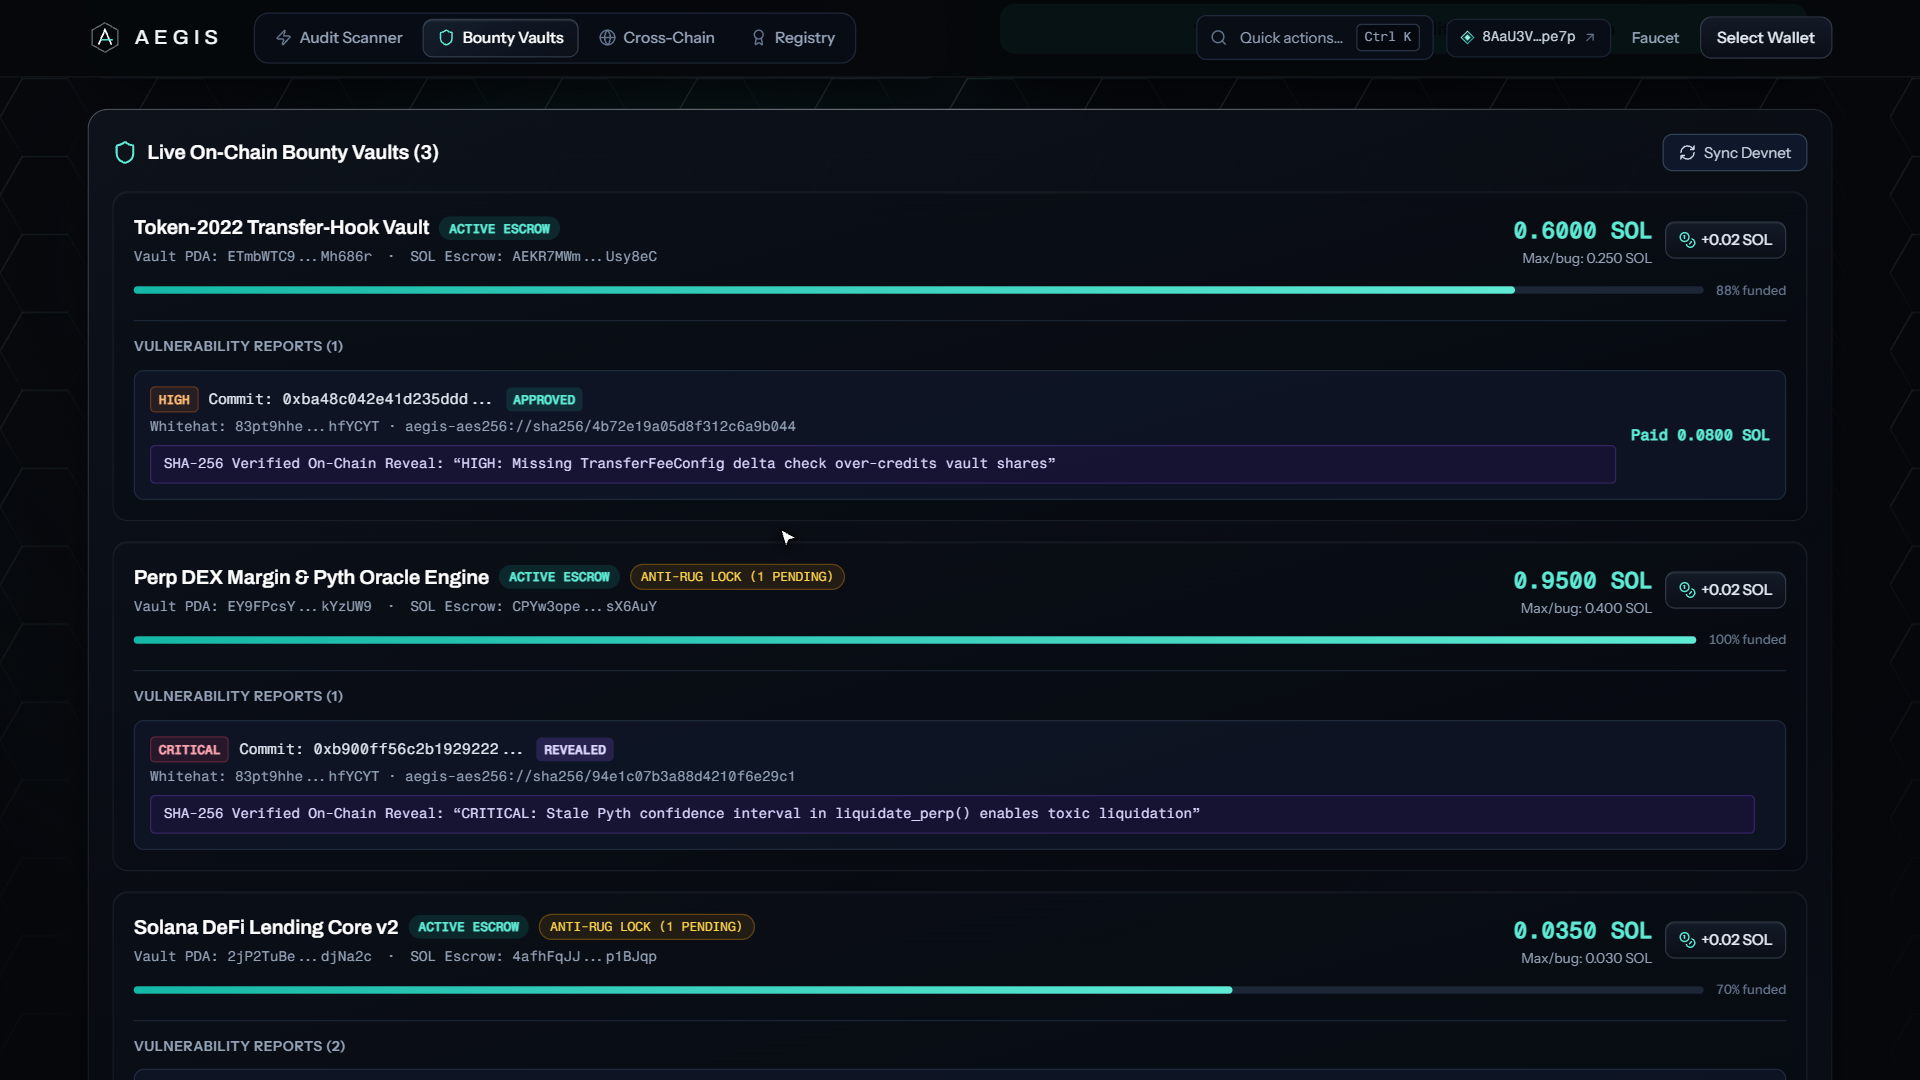 AEGIS
Audit Scanner
Bounty Vaults
Cross-Chain
Registry
Quick actions...
Ctrl K
8AaU3V…pe7p
Faucet
Select Wallet
Live On-Chain Bounty Vaults (3)
Sync Devnet
Token-2022 Transfer-Hook Vault ACTIVE ESCROW
Vault PDA: ETmbWTC9...Mh686r · SOL Escrow: AEKR7MWm...Usy8eC
0.6000 SOL
Max/bug: 0.250 SOL
+0.02 SOL
88% funded
VULNERABILITY REPORTS (1)
HIGH Commit: 0xba48c042e41d235ddd... APPROVED
Whitehat: 83pt9hhe...hfYCYT · aegis-aes256://sha256/4b72e19a05d8f312c6a9b044
SHA-256 Verified On-Chain Reveal: “HIGH: Missing TransferFeeConfig delta check over-credits vault shares”
Paid 0.0800 SOL
Perp DEX Margin & Pyth Oracle Engine ACTIVE ESCROW ANTI-RUG LOCK (1 PENDING)
Vault PDA: EY9FPcsY...kYzUW9 · SOL Escrow: CPYw3ope...sX6AuY
0.9500 SOL
Max/bug: 0.400 SOL
+0.02 SOL
100% funded
VULNERABILITY REPORTS (1)
CRITICAL Commit: 0xb900ff56c2b1929222... REVEALED
Whitehat: 83pt9hhe...hfYCYT · aegis-aes256://sha256/94e1c07b3a88d4210f6e29c1
SHA-256 Verified On-Chain Reveal: “CRITICAL: Stale Pyth confidence interval in liquidate_perp() enables toxic liquidation”
Solana DeFi Lending Core v2 ACTIVE ESCROW ANTI-RUG LOCK (1 PENDING)
Vault PDA: 2jP2TuBe...djNa2c · SOL Escrow: 4afhFqJJ...p1BJqp
0.0350 SOL
Max/bug: 0.030 SOL
+0.02 SOL
70% funded
VULNERABILITY REPORTS (2)